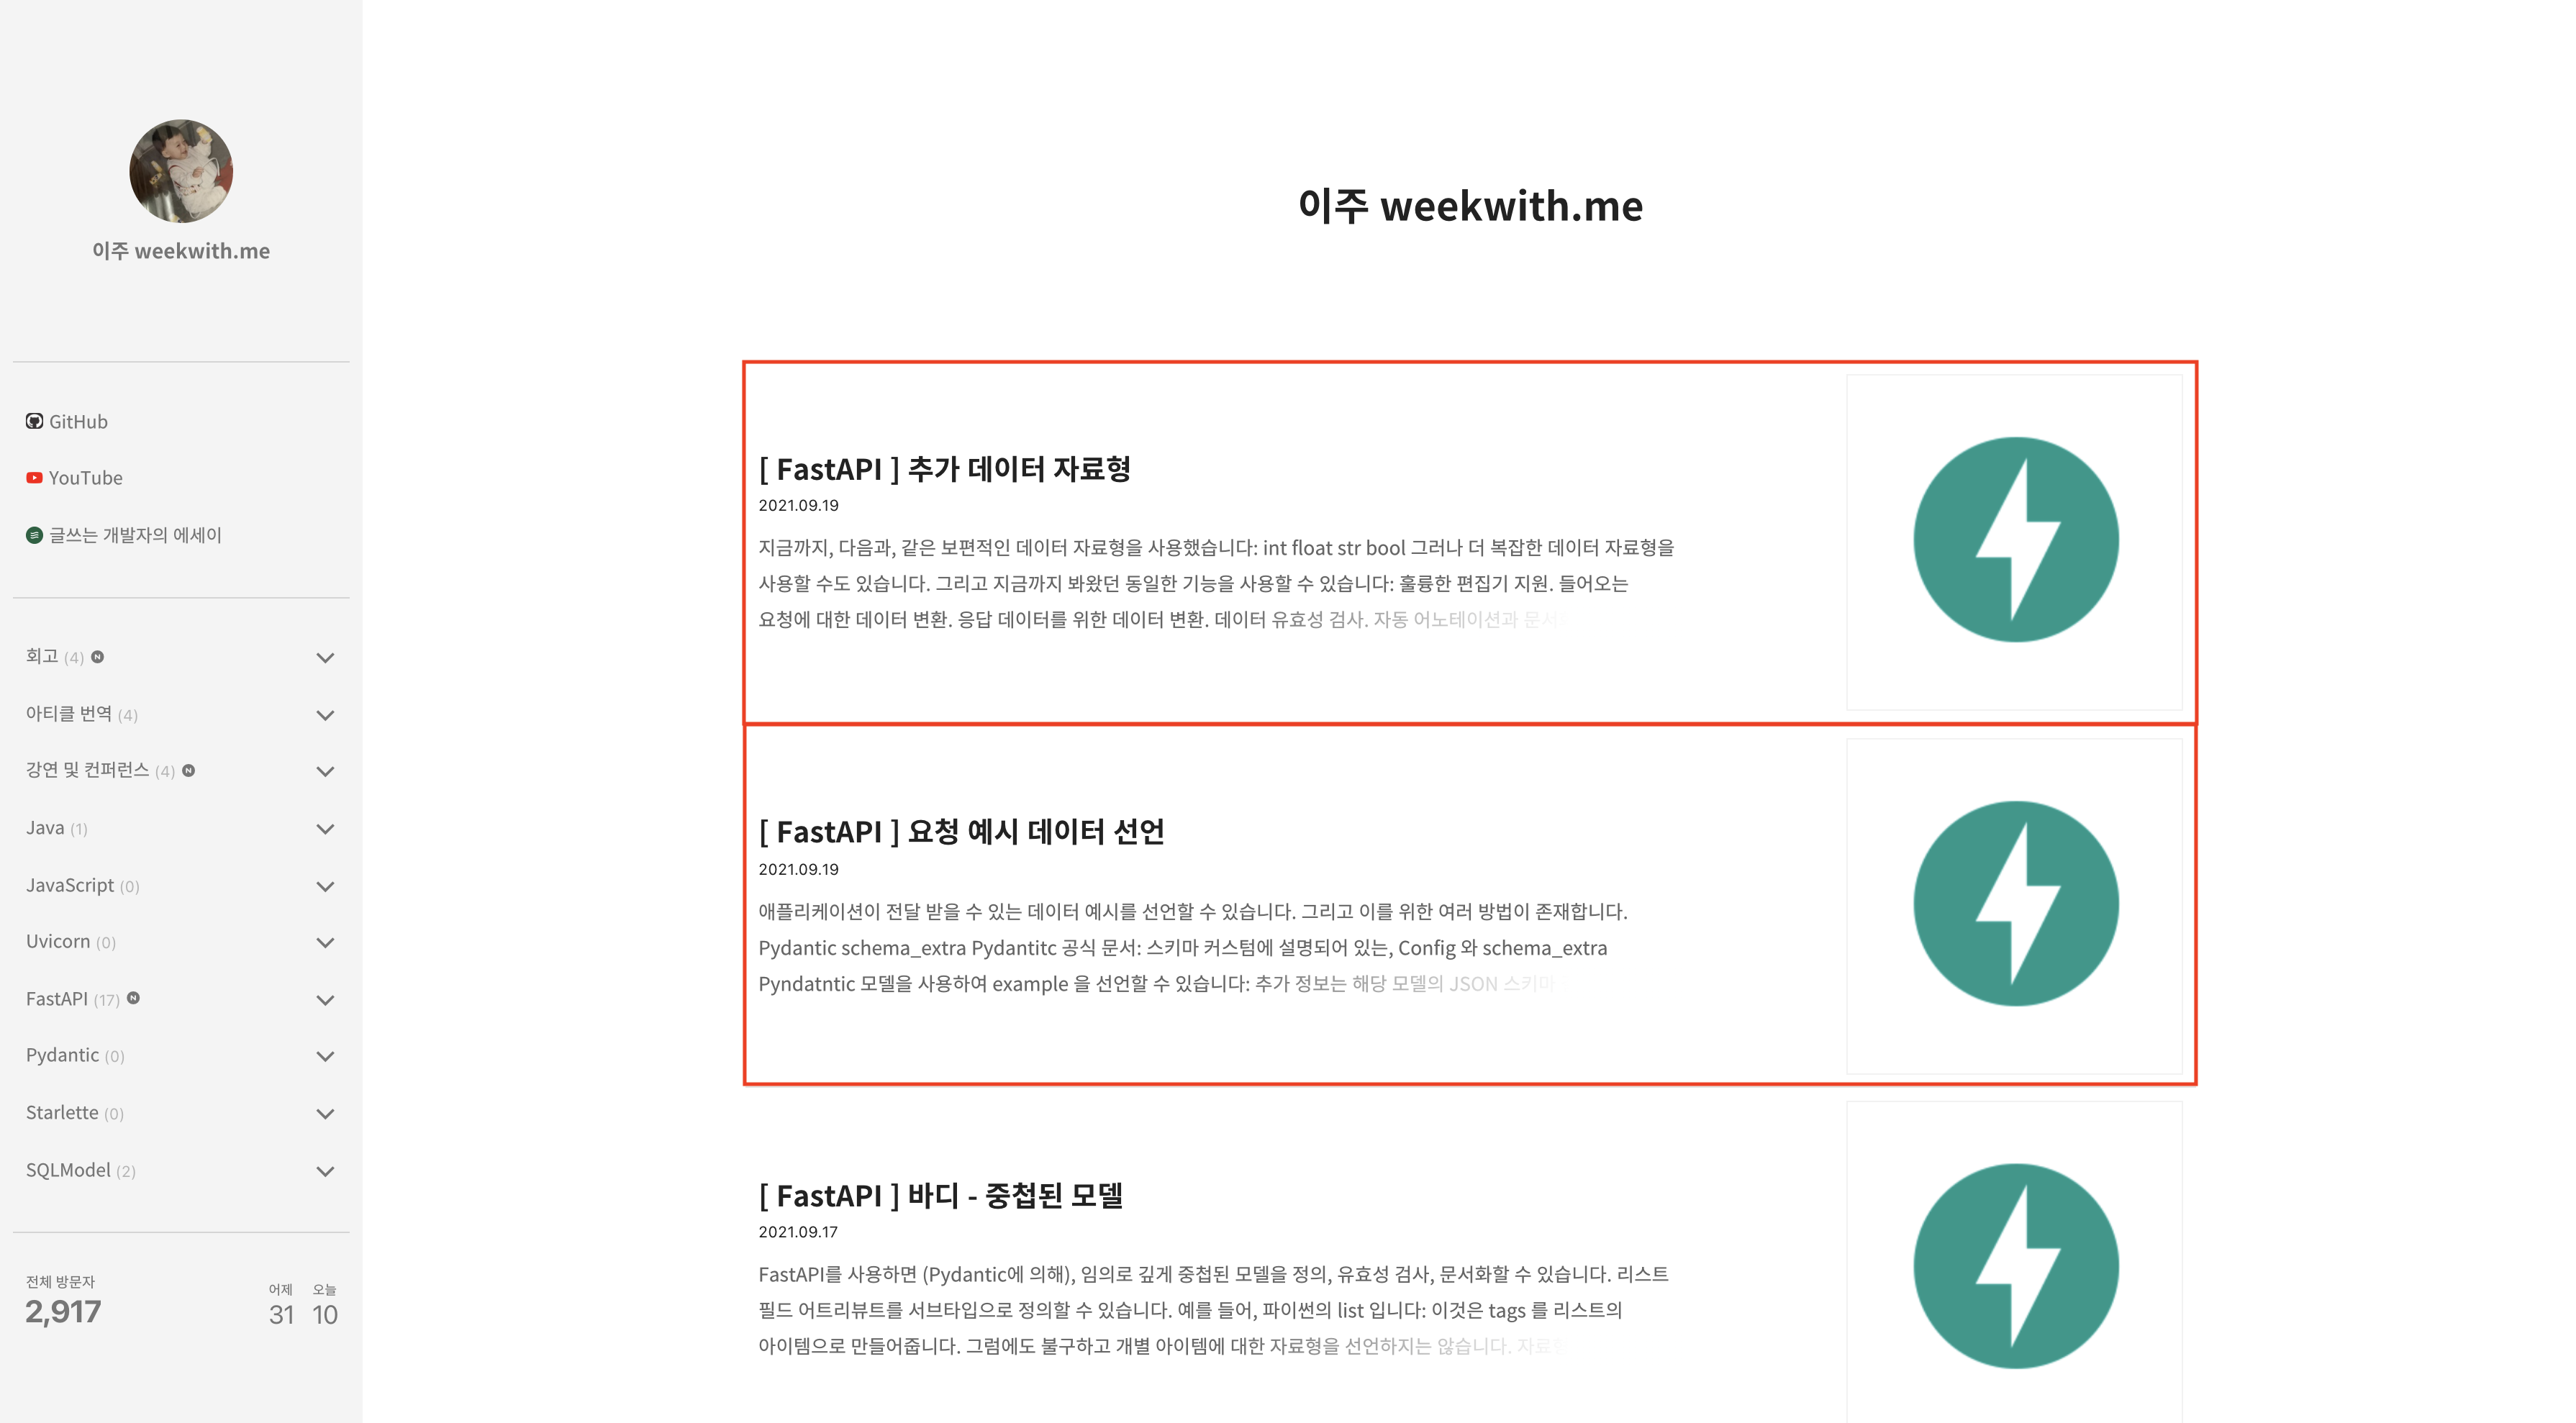 이주 weekwith.me
GitHub
YouTube
글쓰는 개발자의 에세이
회고 (4) N
아티클 번역 (4)
강연 및 컨퍼런스 (4) N
Java (1)
JavaScript (0)
Uvicorn (0)
FastAPI (17) N
Pydantic (0)
Starlette (0)
SQLModel (2)
전체 방문자
2,917
어제 오늘
31 10
이주 weekwith.me
[ FastAPI ] 추가 데이터 자료형
2021.09.19
지금까지, 다음과, 같은 보편적인 데이터 자료형을 사용했습니다: int float str bool 그러나 더 복잡한 데이터 자료형을
사용할 수도 있습니다. 그리고 지금까지 봐왔던 동일한 기능을 사용할 수 있습니다: 훌륭한 편집기 지원. 들어오는
요청에 대한 데이터 변환. 응답 데이터를 위한 데이터 변환. 데이터 유효성 검사. 자동 어노테이션과 문서
[ FastAPI ] 요청 예시 데이터 선언
2021.09.19
애플리케이션이 전달 받을 수 있는 데이터 예시를 선언할 수 있습니다. 그리고 이를 위한 여러 방법이 존재합니다.
Pydantic schema_extra Pydantitc 공식 문서: 스키마 커스텀에 설명되어 있는, Config 와 schema_extra
Pyndatntic 모델을 사용하여 example 을 선언할 수 있습니다: 추가 정보는 해당 모델의 JSON 스키마
[ FastAPI ] 바디 - 중첩된 모델
2021.09.17
FastAPI를 사용하면 (Pydantic에 의해), 임의로 깊게 중첩된 모델을 정의, 유효성 검사, 문서화할 수 있습니다. 리스트
필드 어트리뷰트를 서브타입으로 정의할 수 있습니다. 예를 들어, 파이썬의 list 입니다: 이것은 tags 를 리스트의
아이템으로 만들어줍니다. 그럼에도 불구하고 개별 아이템에 대한 자료형을 선언하지는 않습니다.